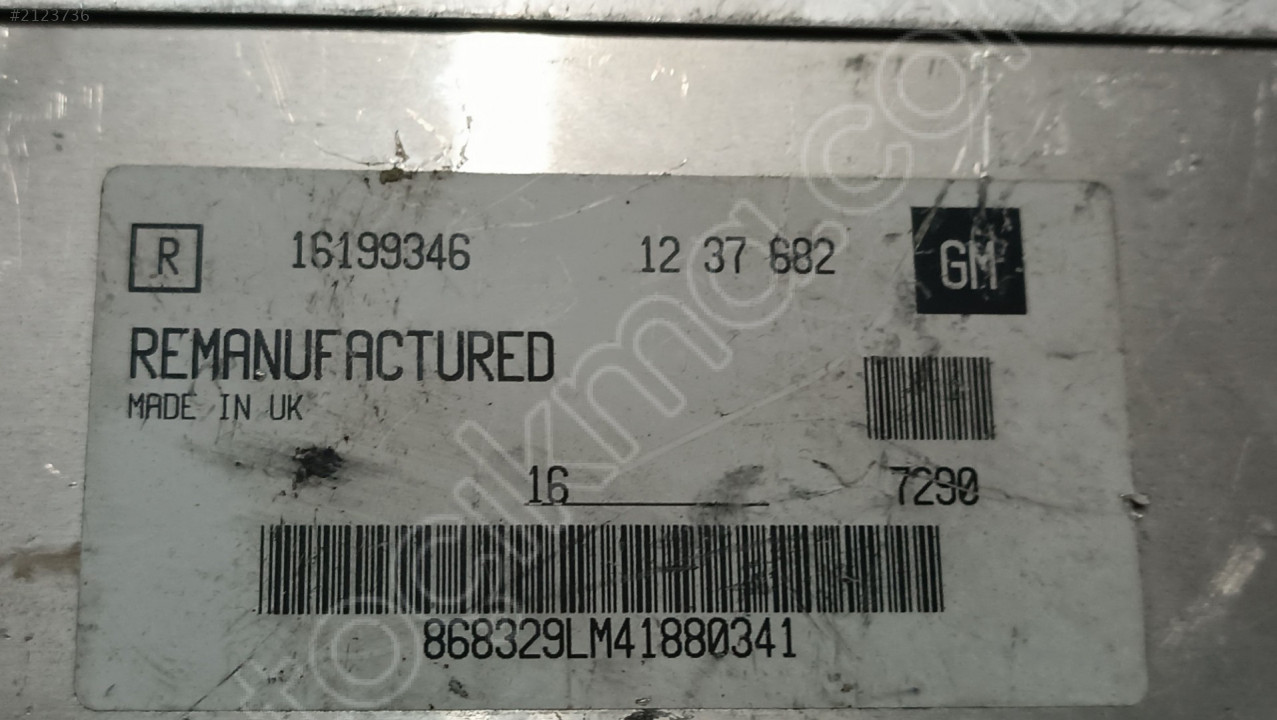 #2123736
R 16199346 12 37 682 GM
REMANUFACTURED
MADE IN UK
16 7290
868329LM41880341